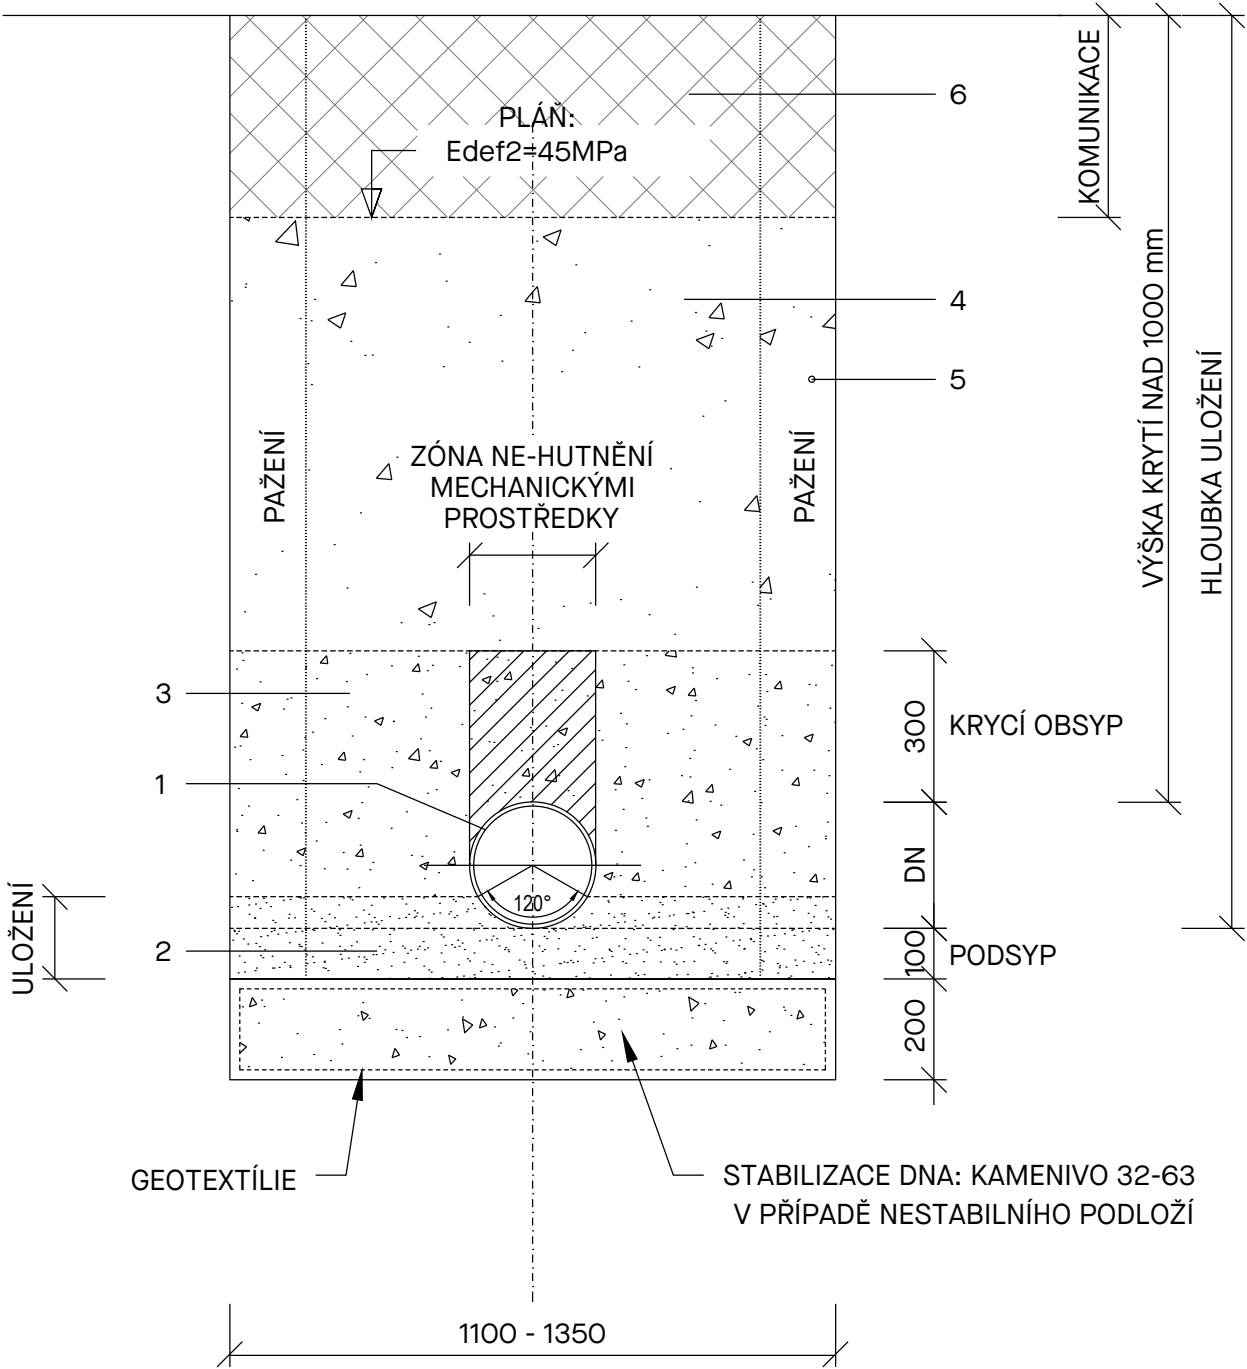 6
PLÁŇ:
Edef2=45MPa
KOMUNIKACE
4
5
VÝŠKA KRYTÍ NAD 1000 mm
HLOUBKA ULOŽENÍ
PAŽENÍ
ZÓNA NE-HUTNĚNÍ
MECHANICKÝMI
PROSTŘEDKY
PAŽENÍ
3
300
KRYCÍ OBSYP
1
DN
120°
ULOŽENÍ
2
100
PODSYP
200
GEOTEXTÍLIE
STABILIZACE DNA: KAMENIVO 32-63
V PŘÍPADĚ NESTABILNÍHO PODLOŽÍ
1100 - 1350